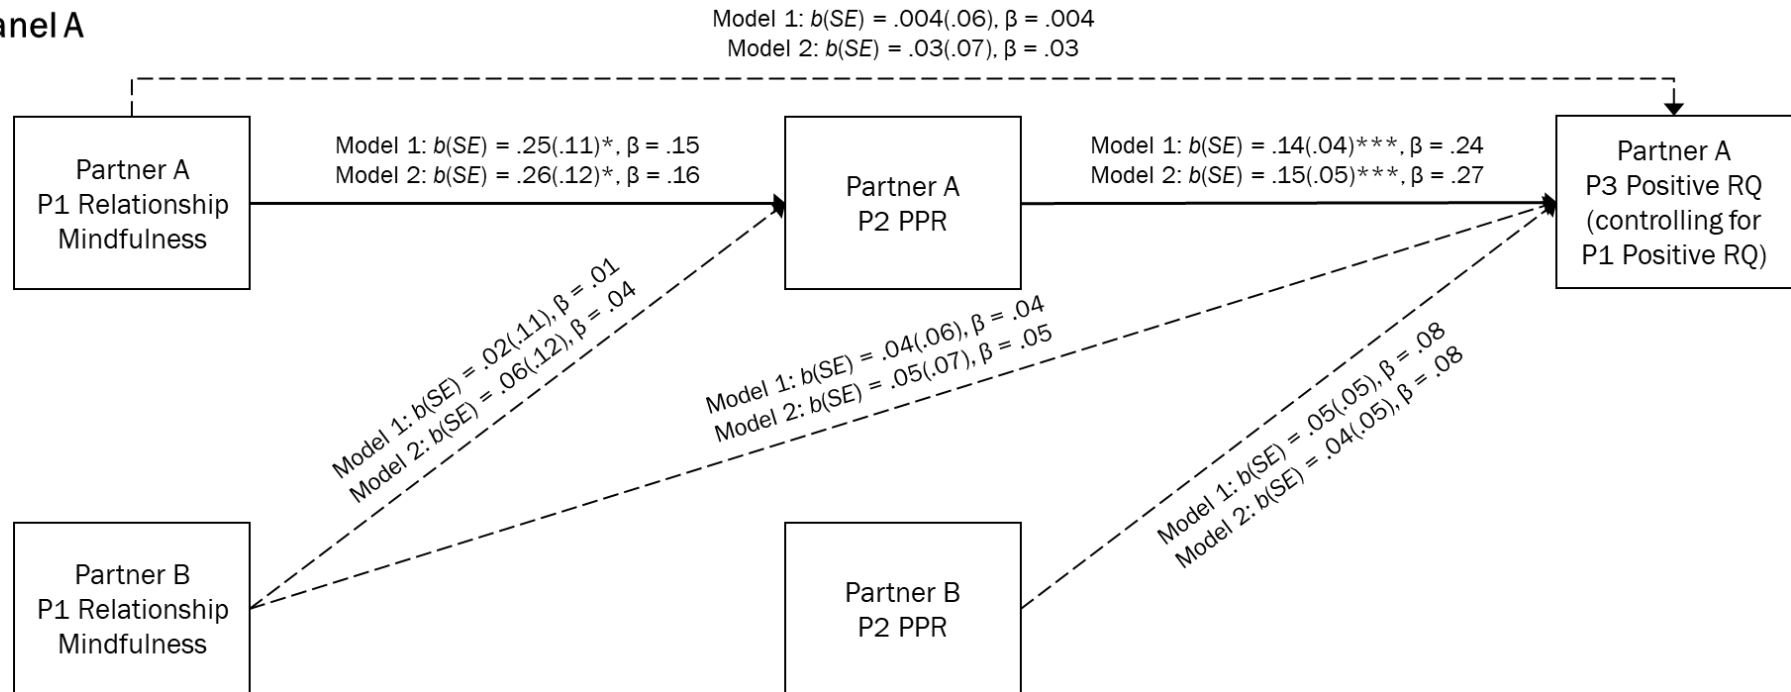 anel A
Model 1: b(SE) = .004(.06), β = .004
Model 2: b(SE) = .03(.07), β = .03
Partner A
P1 Relationship
Mindfulness
Model 1: b(SE) = .25(.11)*, β = .15
Model 2: b(SE) = .26(.12)*, β = .16
Partner A
P2 PPR
Model 1: b(SE) = .14(.04)***, β = .24
Model 2: b(SE) = .15(.05)***, β = .27
Partner A
P3 Positive RQ
(controlling for
P1 Positive RQ)
Model 1: b(SE) = .02(.11), β = .01
Model 2: b(SE) = .06(.12), β = .04
Model 1: b(SE) = .04(.06), β = .04
Model 2: b(SE) = .05(.07), β = .05
Model 1: b(SE) = .05(.05), β = .08
Model 2: b(SE) = .04(.05), β = .08
Partner B
P1 Relationship
Mindfulness
Partner B
P2 PPR